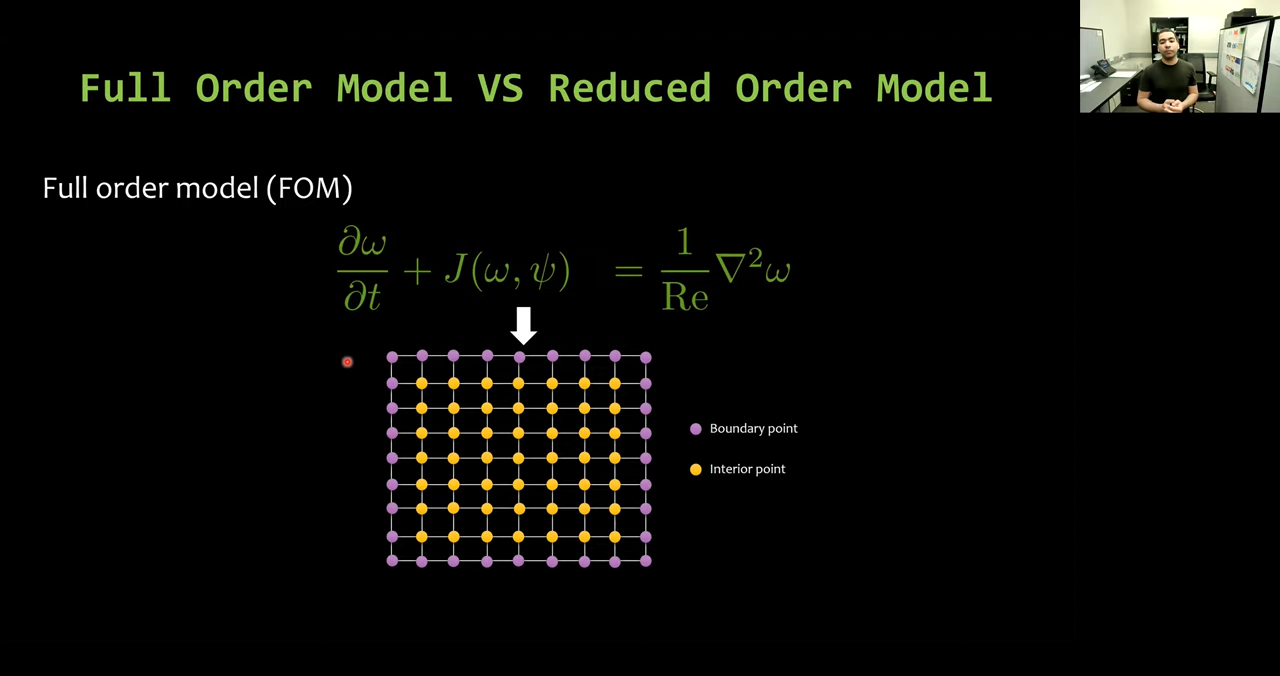 Full Order Model VS Reduced Order Model
Full order model (FOM)
∂ω/∂t + J(ω, ψ) = 1/Re ∇²ω
Boundary point
Interior point